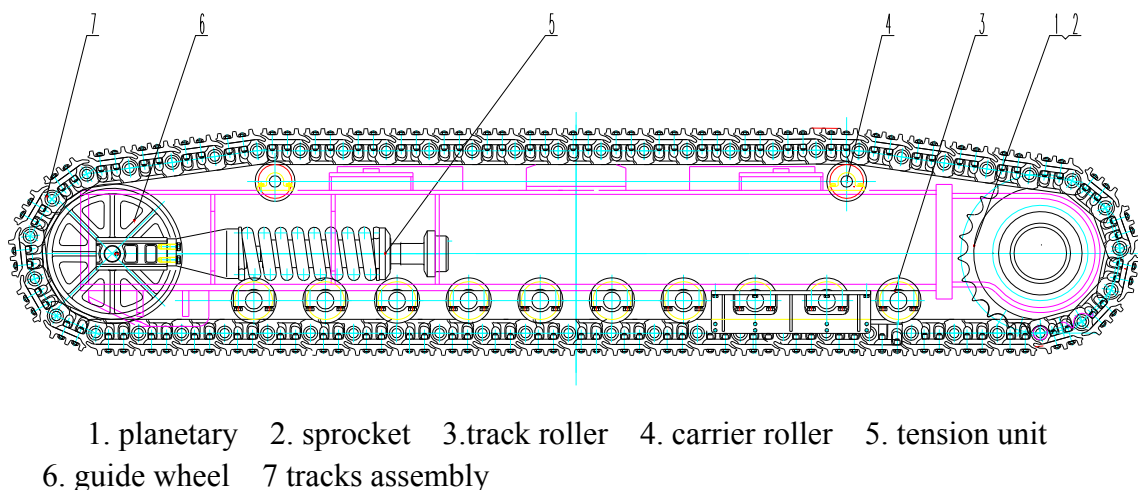 7 6 5 4 3 1、2
1. planetary 2. sprocket 3.track roller 4. carrier roller 5. tension unit
6. guide wheel 7 tracks assembly